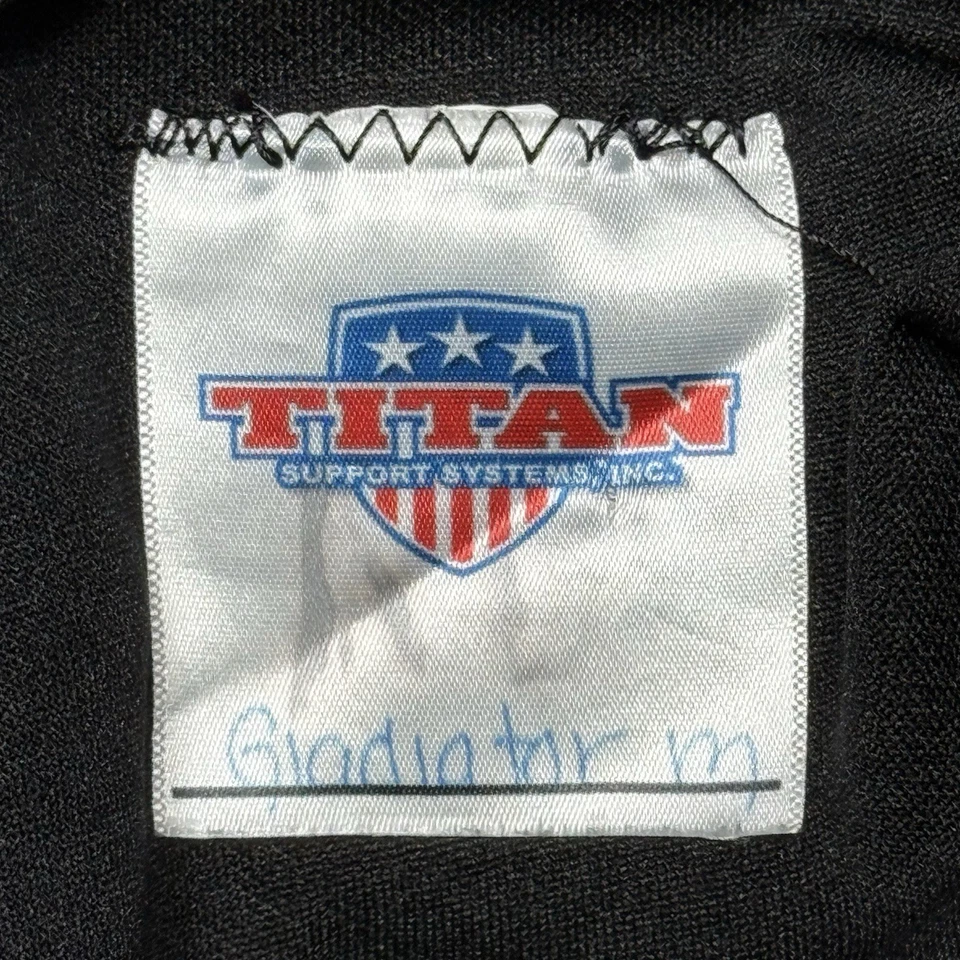 TITAN
SUPPORT SYSTEMS, INC.
Gladiator m